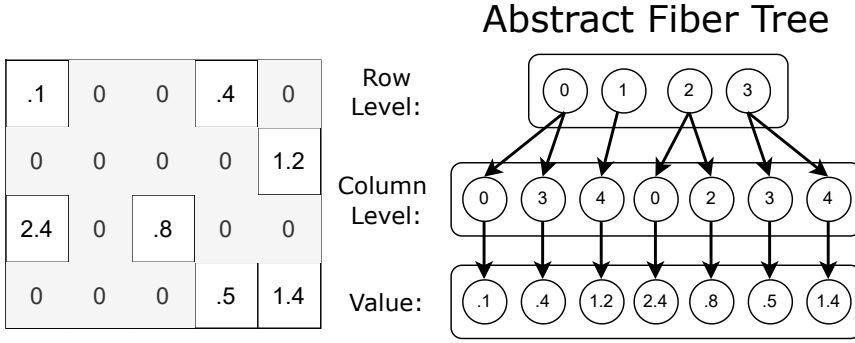 Abstract Fiber Tree
.1 0 0 .4 0
0 0 0 0 1.2
2.4 0 .8 0 0
0 0 0 .5 1.4
Row
Level:
0 1 2 3
Column
Level:
0 3 4 0 2 3 4
Value:
.1 .4 1.2 2.4 .8 .5 1.4